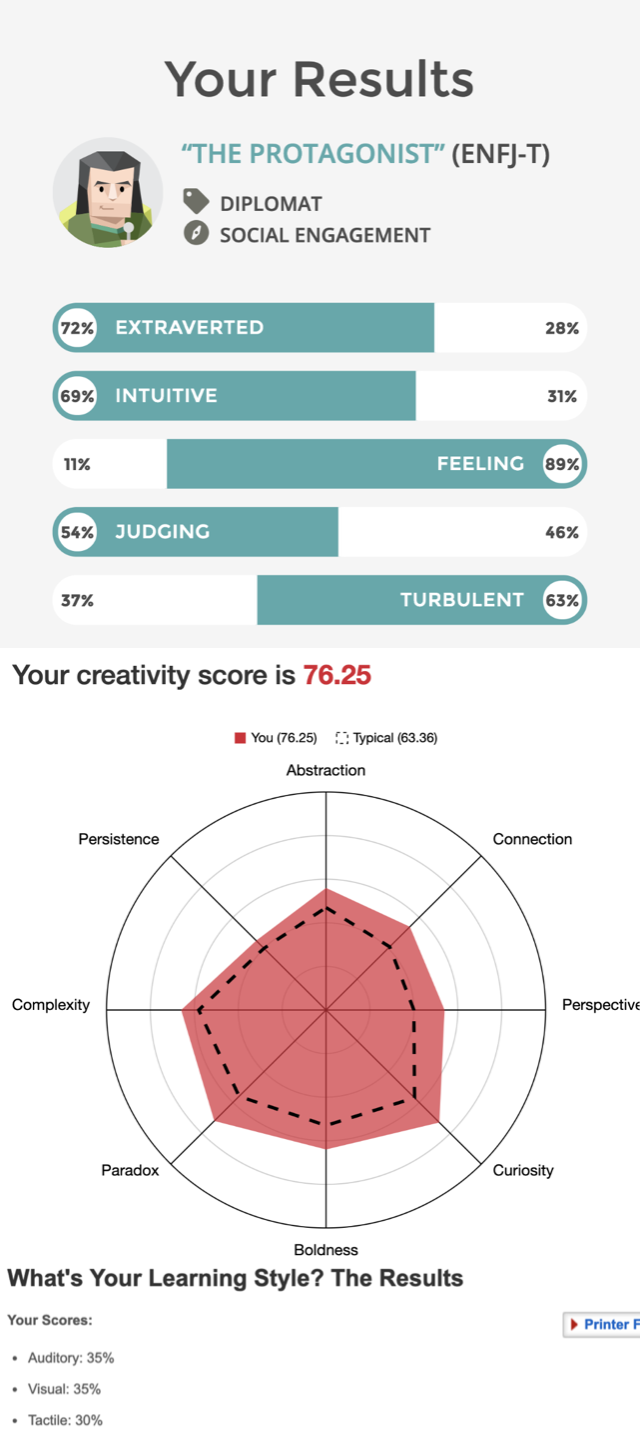 Your Results
“THE PROTAGONIST” (ENFJ-T)
DIPLOMAT
SOCIAL ENGAGEMENT
72% EXTRAVERTED 28%
69% INTUITIVE 31%
11% FEELING 89%
54% JUDGING 46%
37% TURBULENT 63%
Your creativity score is 76.25
You (76.25) Typical (63.36)
Abstraction
Persistence Connection
Complexity Perspective
Paradox Curiosity
Boldness
What's Your Learning Style? The Results
Your Scores:
Printer F
• Auditory: 35%
• Visual: 35%
• Tactile: 30%